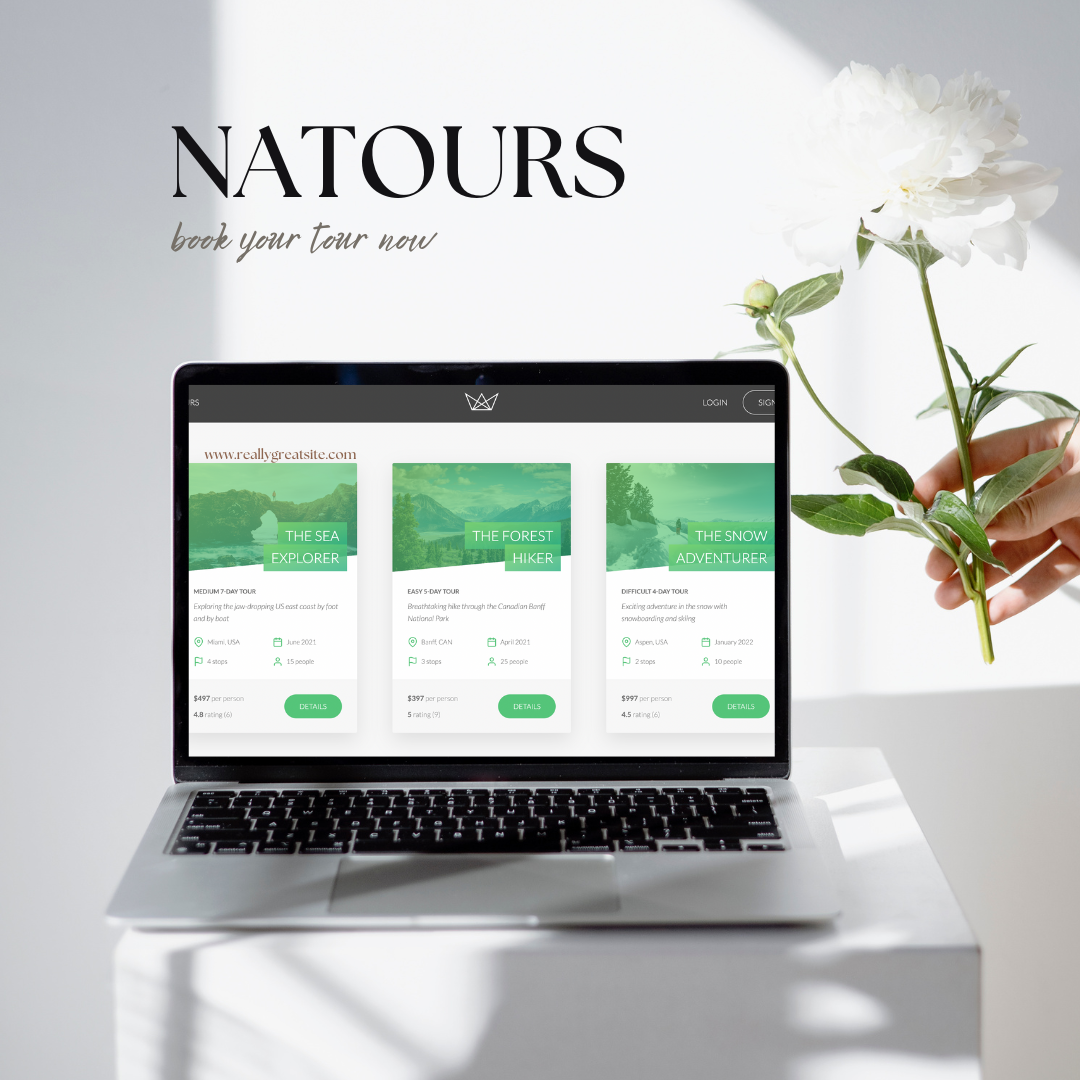 NATOURS
book your tour now
RS
LOGIN
SIGN
www.reallygreatsite.com
THE SEA
EXPLORER
MEDIUM 7-DAY TOUR
Exploring the jaw-dropping US east coast by foot
and by boat
Miami, USA
June 2021
4 stops
15 people
$497 per person
4.8 rating (6)
DETAILS
THE FOREST
HIKER
EASY 5-DAY TOUR
Breathtaking hike through the Canadian Banff
National Park
Banff, CAN
April 2021
3 stops
25 people
$397 per person
5 rating (9)
DETAILS
THE SNOW
ADVENTURER
DIFFICULT 4-DAY TOUR
Exciting adventure in the snow with
snowboarding and skiing
Aspen, USA
January 2022
2 stops
10 people
$997 per person
4.5 rating (6)
DETAILS
delete
return